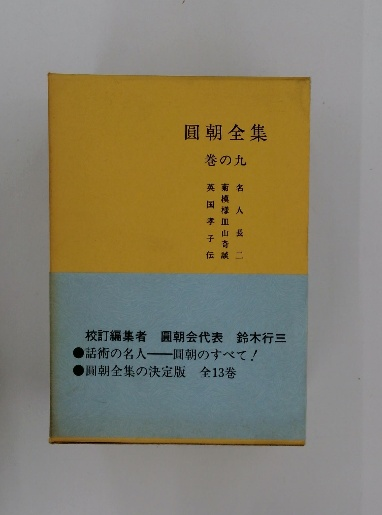 圓朝全集
巻の九
名人長二
菊模様皿山奇談
英国孝子伝
校訂編集者 圓朝会代表 鈴木行三
●話術の名人――圓朝のすべて!
●圓朝全集の決定版 全13巻